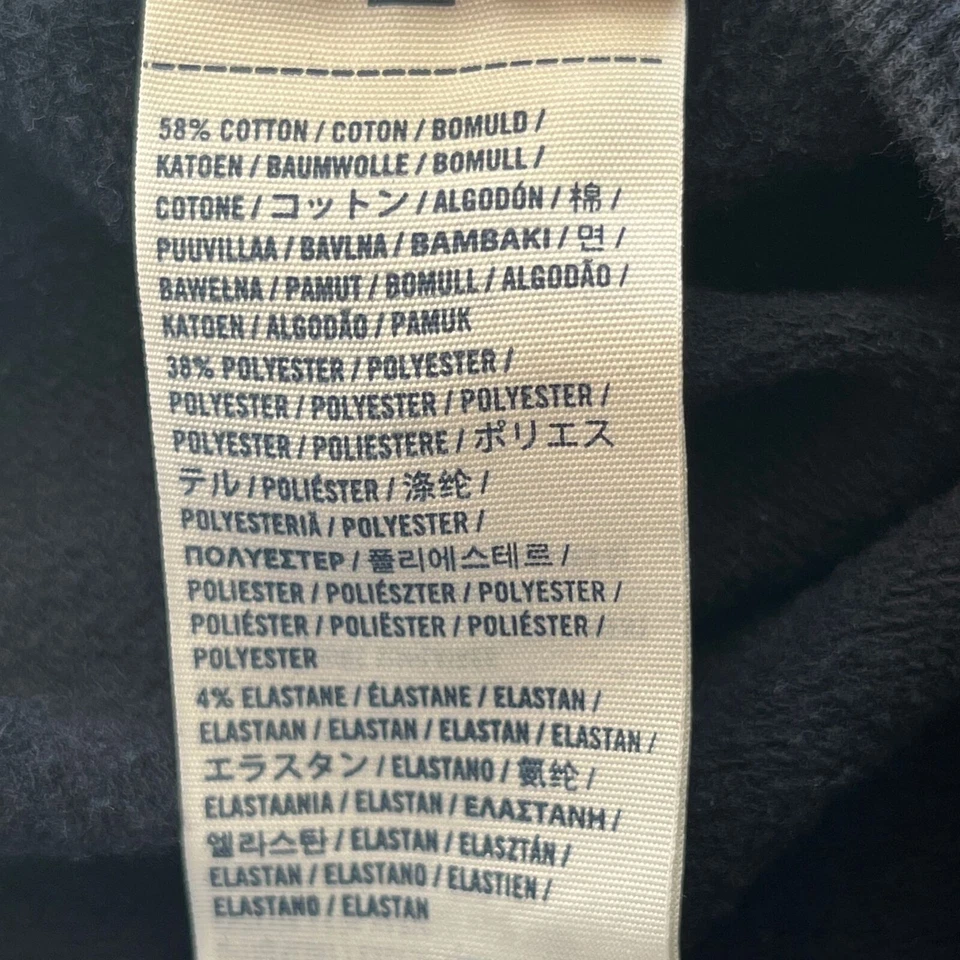 58% COTTON / COTON / BOMULD /
KATOEN / BAUMWOLLE / BOMULL /
COTONE / コットン / ALGODÓN / 棉 /
PUUVILLAA / BAVLNA / BAMBAKI / 면 /
BAWEŁNA / PAMUT / BOMULL / ALGODÃO /
KATOEN / ALGODÃO / PAMUK
38% POLYESTER / POLYESTER /
POLYESTER / POLYESTER / POLYESTER /
POLYESTER / POLIESTERE / ポリエス
テル / POLIÉSTER / 涤纶 /
POLYESTERIÄ / POLYESTER /
ΠΟΛΥΕΣΤΕΡ / 폴리에스테르 /
POLIESTER / POLIÉSZTER / POLYESTER /
POLIÉSTER / POLIËSTER / POLIÉSTER /
POLYESTER
4% ELASTANE / ÉLASTANE / ELASTAN /
ELASTAAN / ELASTAN / ELASTAN / ELASTAN /
エラスタン / ELASTANO / 氨纶 /
ELASTAANIA / ELASTAN / ΕΛΑΣΤΑΝΗ /
엘라스탄 / ELASTAN / ELASZTÁN /
ELASTAN / ELASTANO / ELASTIEN /
ELASTANO / ELASTAN